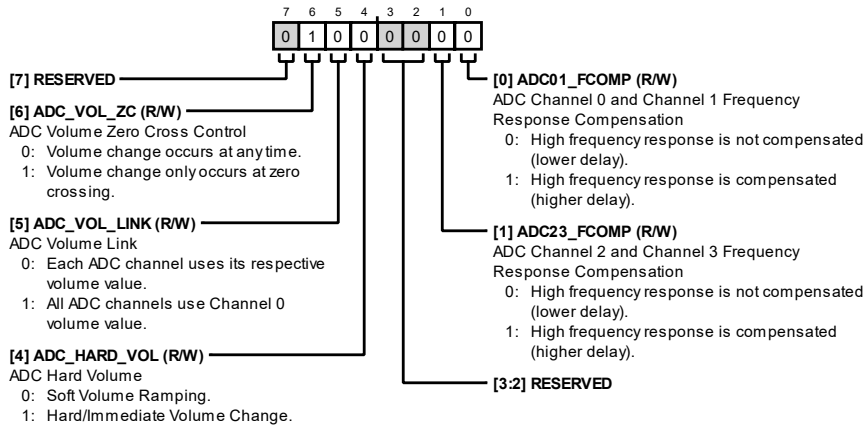 7 6 5 4 3 2 1 0
0 1 0 0 0 0 0 0
[7] RESERVED
[6] ADC_VOL_ZC (R/W)
ADC Volume Zero Cross Control
0: Volume change occurs at any time.
1: Volume change only occurs at zero
crossing.
[5] ADC_VOL_LINK (R/W)
ADC Volume Link
0: Each ADC channel uses its respective
volume value.
1: All ADC channels use Channel 0
volume value.
[4] ADC_HARD_VOL (R/W)
ADC Hard Volume
0: Soft Volume Ramping.
1: Hard/Immediate Volume Change.
[0] ADC01_FCOMP (R/W)
ADC Channel 0 and Channel 1 Frequency
Response Compensation
0: High frequency response is not compensated
(lower delay).
1: High frequency response is compensated
(higher delay).
[1] ADC23_FCOMP (R/W)
ADC Channel 2 and Channel 3 Frequency
Response Compensation
0: High frequency response is not compensated
(lower delay).
1: High frequency response is compensated
(higher delay).
[3:2] RESERVED